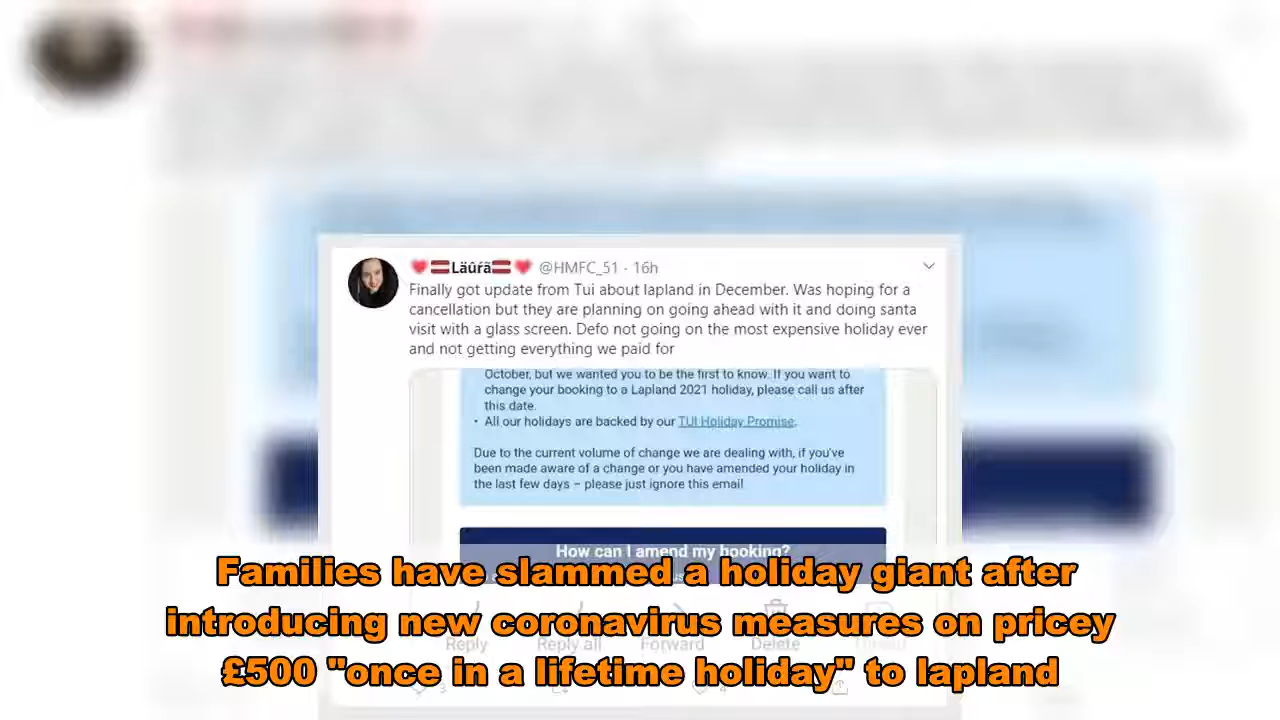 Läûŕã @HMFC_51 · 16h
Finally got update from Tui about lapland in December. Was hoping for a
cancellation but they are planning on going ahead with it and doing santa
visit with a glass screen. Defo not going on the most expensive holiday ever
and not getting everything we paid for
October, but we wanted you to be the first to know. If you want to
change your booking to a Lapland 2021 holiday, please call us after
this date.
• All our holidays are backed by our TUI Holiday Promise.
Due to the current volume of change we are dealing with, if you've
been made aware of a change or you have amended your holiday in
the last few days – please just ignore this email
How can I amend my booking?
Families have slammed a holiday giant after
introducing new coronavirus measures on pricey
£500 "once in a lifetime holiday" to lapland
Reply Reply all Forward Delete